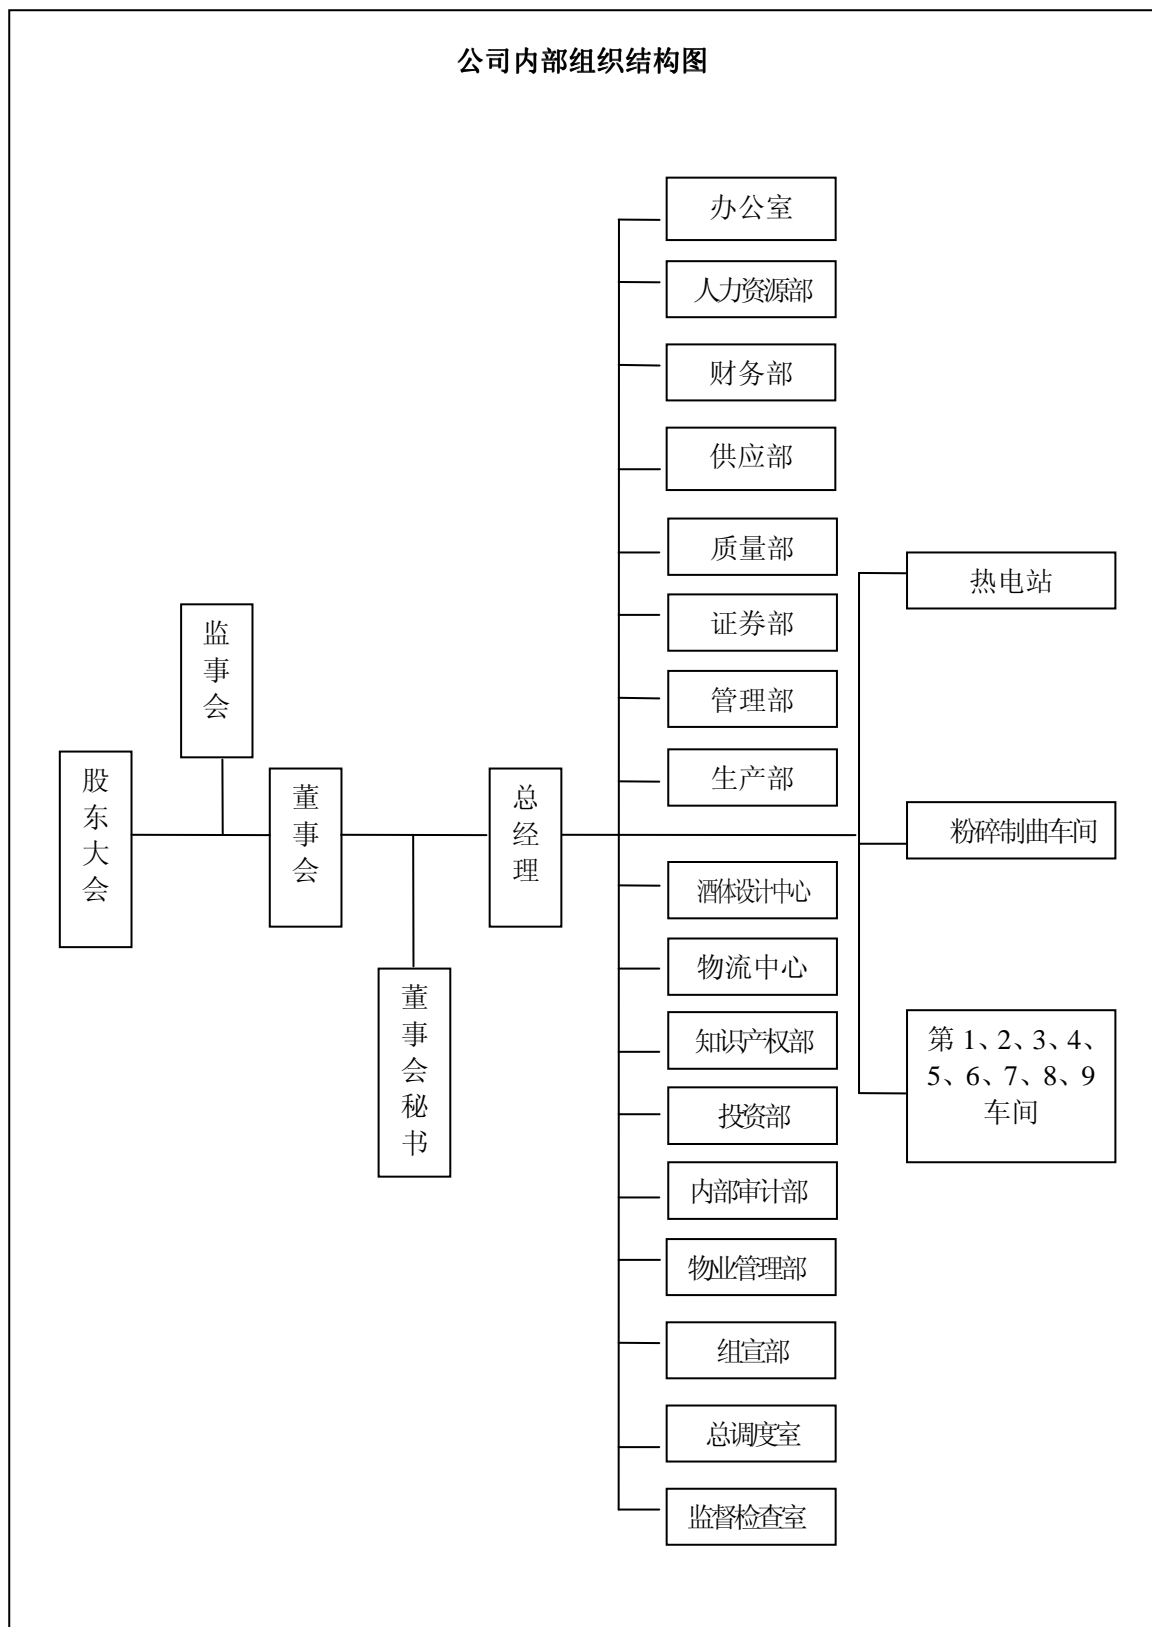 公司内部组织结构图
办公室
人力资源部
财务部
供应部
质量部
证券部
管理部
生产部
酒体设计中心
物流中心
知识产权部
投资部
内部审计部
物业管理部
组宣部
总调度室
监督检查室
监事会
股东大会
董事会
总经理
董事会秘书
热电站
粉碎制曲车间
第 1、2、3、4、
5、6、7、8、9
车间